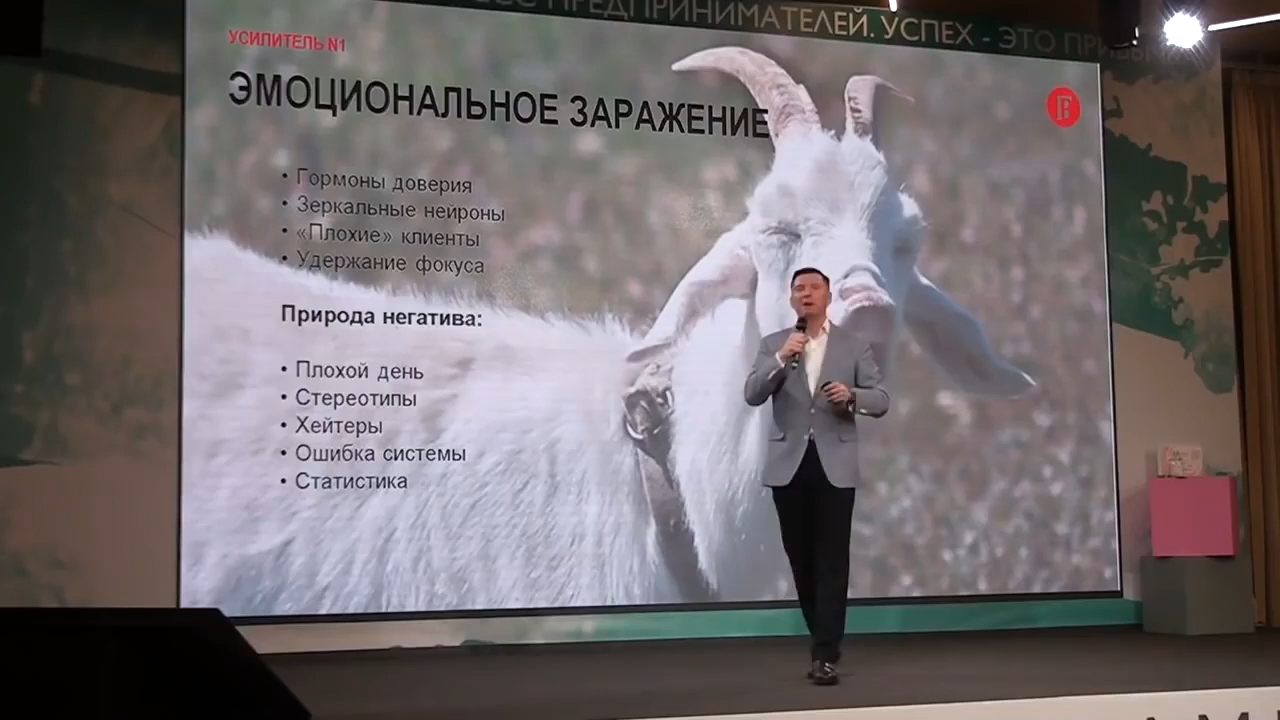 ПРЕДПРИНИМАТЕЛЕЙ. УСПЕХ - ЭТО
УСИЛИТЕЛЬ N1
ЭМОЦИОНАЛЬНОЕ ЗАРАЖЕНИЕ
• Гормоны доверия
• Зеркальные нейроны
• «Плохие» клиенты
• Удержание фокуса
Природа негатива:
• Плохой день
• Стереотипы
• Хейтеры
• Ошибка системы
• Статистика